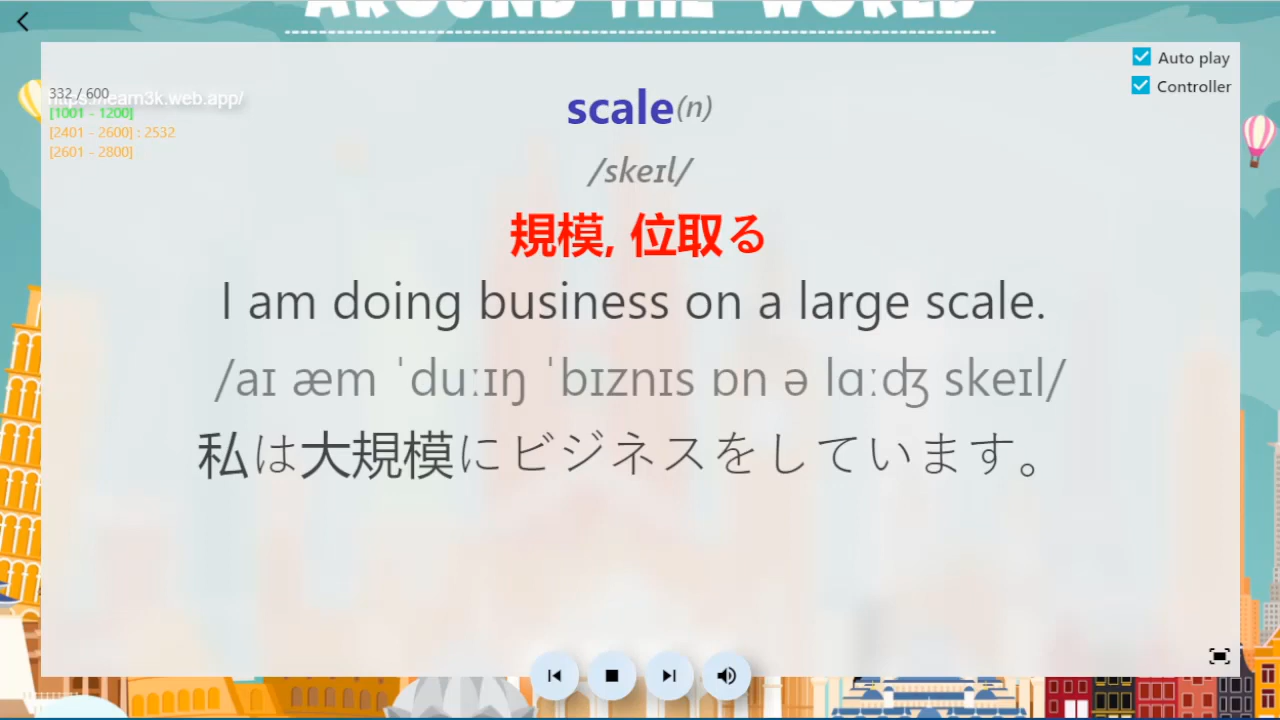 AROUND THE WORLD
Auto play
Controller
332 / 600
https://learn3k.web.app/
[1001 - 1200]
[2401 - 2600] : 2532
[2601 - 2800]
scale(n)
/skeɪl/
規模, 位取る
I am doing business on a large scale.
/aɪ æm ˈduːɪŋ ˈbɪznɪs ɒn ə lɑːʤ skeɪl/
私は大規模にビジネスをしています。